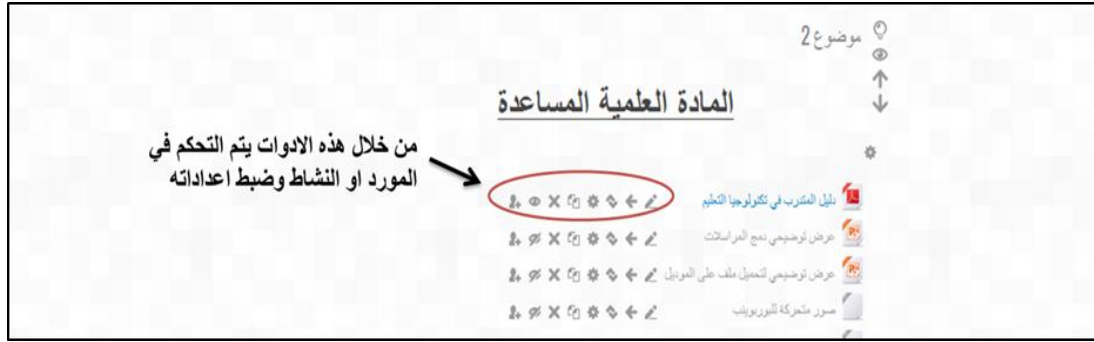 موضوع 2
المادة العلمية المساعدة
من خلال هذه الادوات يتم التحكم في
المورد او النشاط وضبط اعداداته
دليل المتدرب في تكنولوجيا التعليم
عرض توضيحي دمج المراسلات
عرض توضيحي لتحميل ملف على الموديل
صور متحركة للبوربوينت